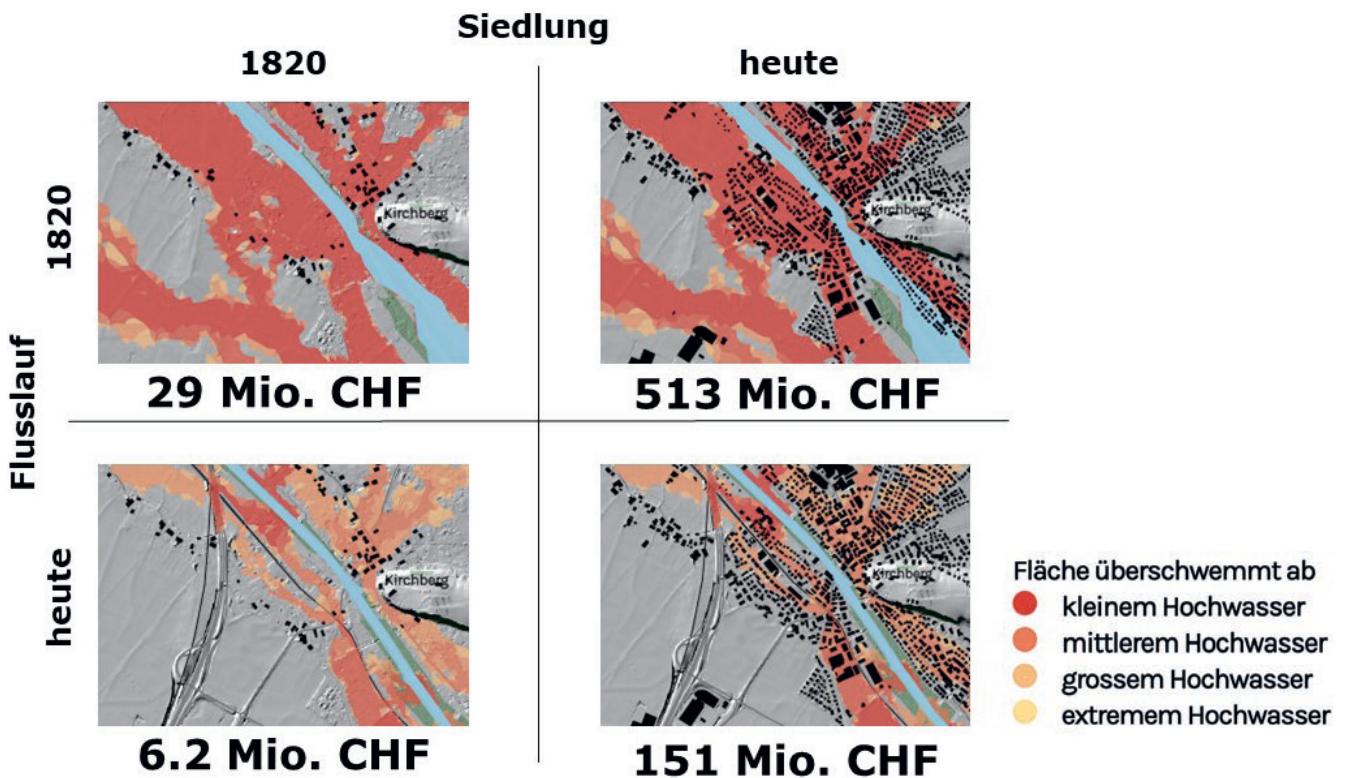 Siedlung
1820
heute
Flusslauf
1820
Kirchberg
Kirchberg
29 Mio. CHF
513 Mio. CHF
heute
Kirchberg
Kirchberg
6.2 Mio. CHF
151 Mio. CHF
Fläche überschwemmt ab
kleinem Hochwasser
mittlerem Hochwasser
grossem Hochwasser
extremem Hochwasser